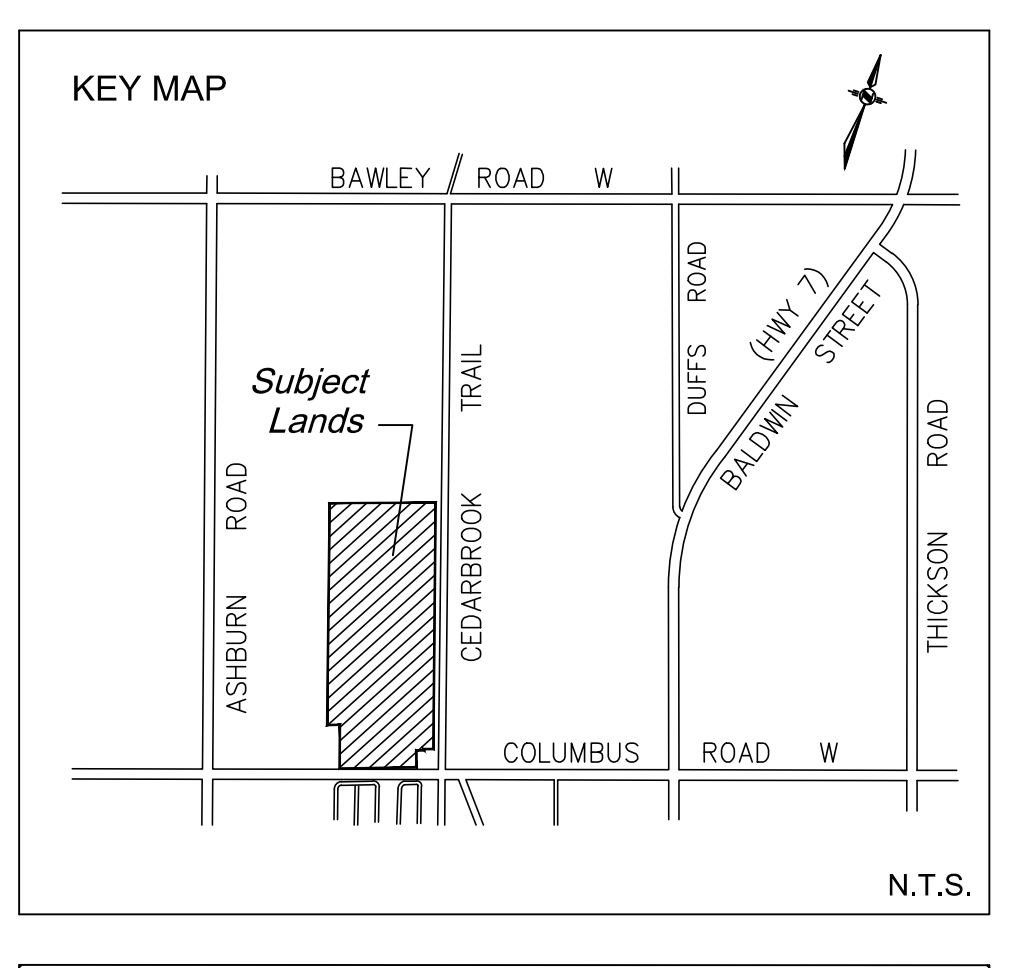 KEY MAP
BAWLEY ROAD W
DUFFS ROAD
(HWY 7)
BALDWIN STREET
Subject
Lands
CEDARBROOK TRAIL
ASHBURN ROAD
THICKSON ROAD
COLUMBUS ROAD W
N.T.S.